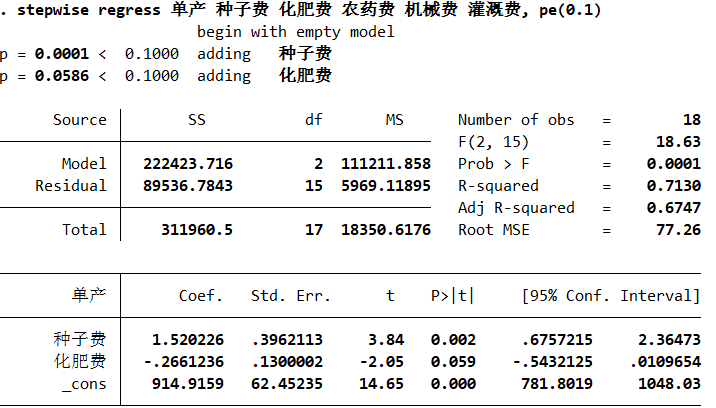 . stepwise regress 单产 种子费 化肥费 农药费 机械费 灌溉费, pe(0.1)
begin with empty model
p = 0.0001 <  0.1000  adding   种子费
p = 0.0586 <  0.1000  adding   化肥费
Source | SS df MS Number of obs = 18
F(2, 15) = 18.63
Model | 222423.716 2 111211.858 Prob > F = 0.0001
Residual | 89536.7843 15 5969.11895 R-squared = 0.7130
Adj R-squared = 0.6747
Total | 311960.5 17 18350.6176 Root MSE = 77.26
单产 | Coef. Std. Err. t P>|t| [95% Conf. Interval]
种子费 | 1.520226 .3962113 3.84 0.002 .6757215 2.36473
化肥费 | -.2661236 .1300002 -2.05 0.059 -.5432125 .0109654
_cons | 914.9159 62.45235 14.65 0.000 781.8019 1048.03